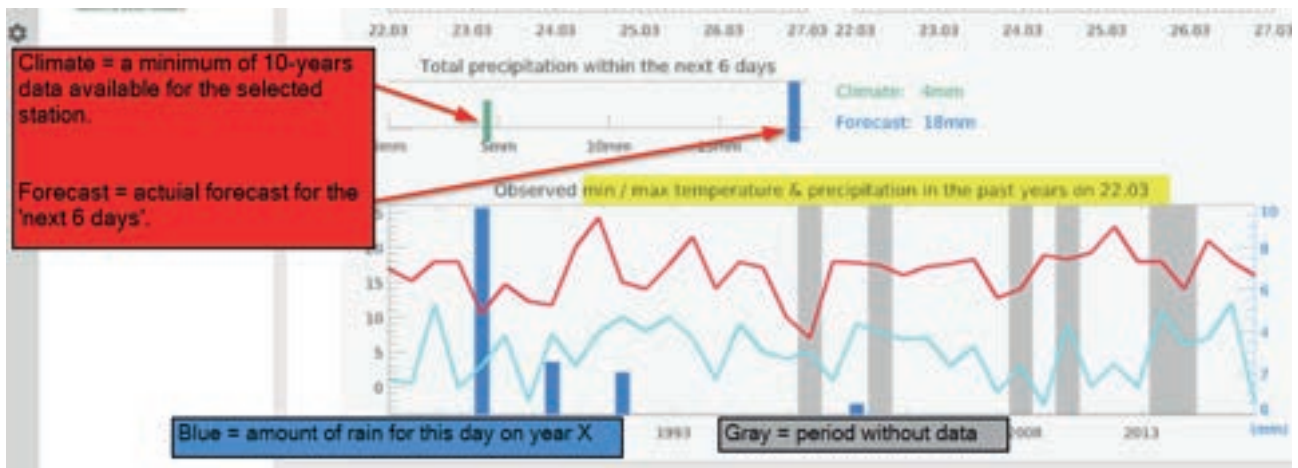 22.03 23.03 24.03 25.03 26.03 27.03 22.03 23.03 24.03 25.03 26.03 27.03
Climate = a minimum of 10-years
data available for the selected
station.
Forecast = actuial forecast for the
'next 6 days'.
Total precipitation within the next 6 days
Climate: 4mm
Forecast: 18mm
5mm 10mm 15mm
Observed min / max temperature & precipitation in the past years on 22.03
10
20 8
15 6
10 4
5 2
0 0
Blue = amount of rain for this day on year X
1993
Gray = period without data
2008 2013 (mm)